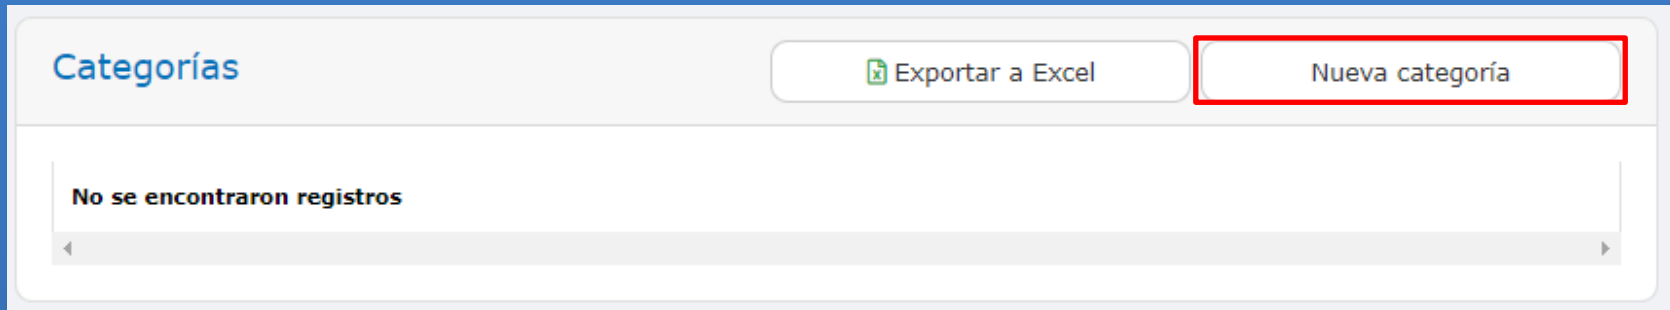 Categorías
Exportar a Excel
Nueva categoría
No se encontraron registros